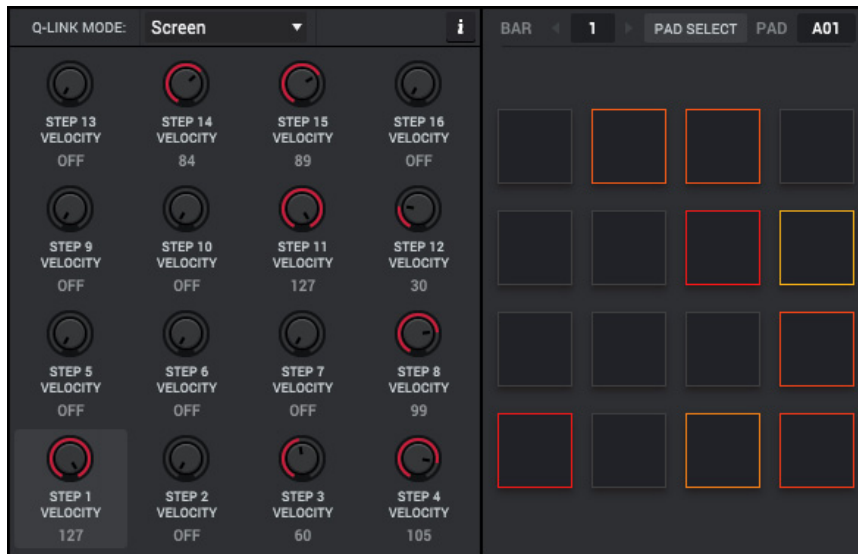 Q-LINK MODE: Screen i BAR 1 PAD SELECT PAD A01
STEP 13 STEP 14 STEP 15 STEP 16
VELOCITY VELOCITY VELOCITY VELOCITY
OFF 84 89 OFF
STEP 9 STEP 10 STEP 11 STEP 12
VELOCITY VELOCITY VELOCITY VELOCITY
OFF OFF 127 30
STEP 5 STEP 6 STEP 7 STEP 8
VELOCITY VELOCITY VELOCITY VELOCITY
OFF OFF OFF 99
STEP 1 STEP 2 STEP 3 STEP 4
VELOCITY VELOCITY VELOCITY VELOCITY
127 OFF 60 105